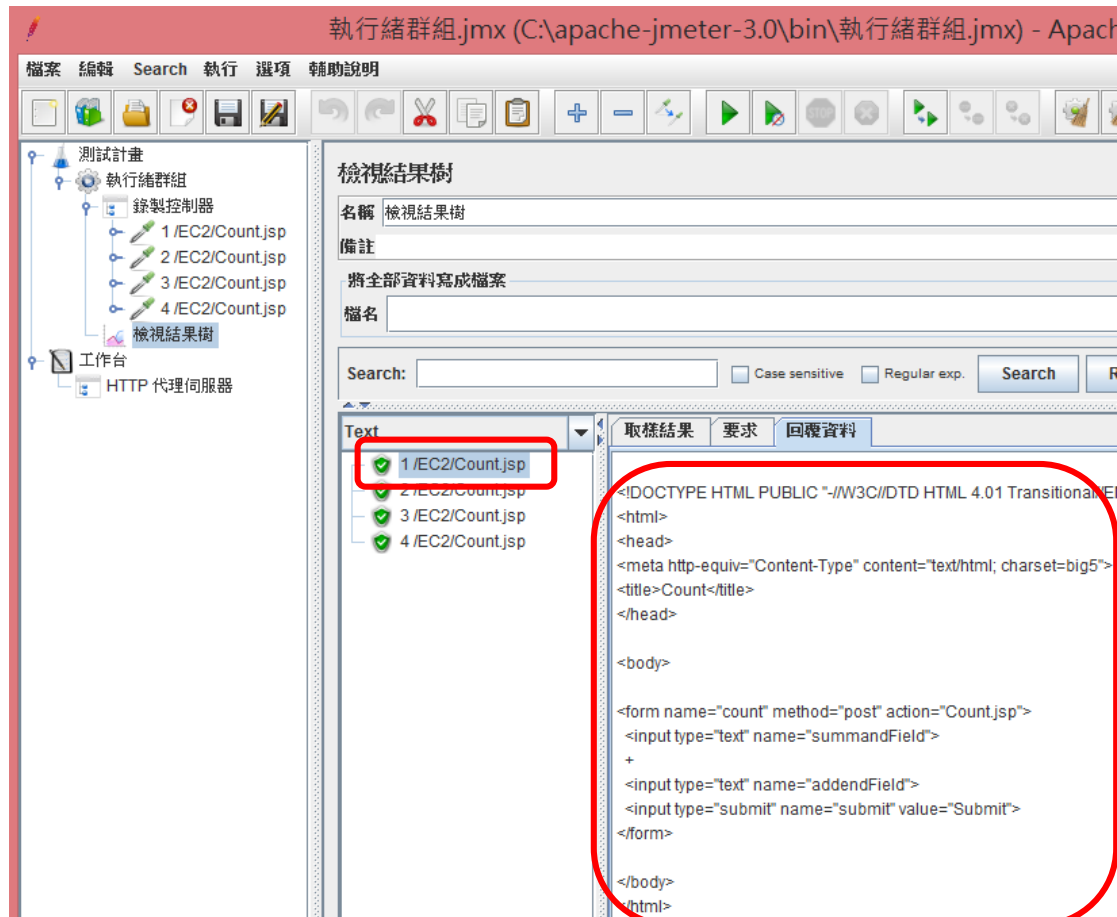 執行緒群組.jmx (C:\apache-jmeter-3.0\bin\執行緒群組.jmx) - Apach
檔案 編輯 Search 執行 選項 輔助說明
STOP
測試計畫
執行緒群組
錄製控制器
1 /EC2/Count.jsp
2 /EC2/Count.jsp
3 /EC2/Count.jsp
4 /EC2/Count.jsp
檢視結果樹
工作台
HTTP 代理伺服器
檢視結果樹
名稱 檢視結果樹
備註
將全部資料寫成檔案
檔名
Search: Case sensitive Regular exp. Search R
Text
1 /EC2/Count.jsp
2 /EC2/Count.jsp
3 /EC2/Count.jsp
4 /EC2/Count.jsp
取樣結果 要求 回覆資料
<!DOCTYPE HTML PUBLIC "-//W3C//DTD HTML 4.01 Transitional//E
<html>
<head>
<meta http-equiv="Content-Type" content="text/html; charset=big5">
<title>Count</title>
</head>
<body>
<form name="count" method="post" action="Count.jsp">
<input type="text" name="summandField">
+
<input type="text" name="addendField">
<input type="submit" name="submit" value="Submit">
</form>
</body>
</html>